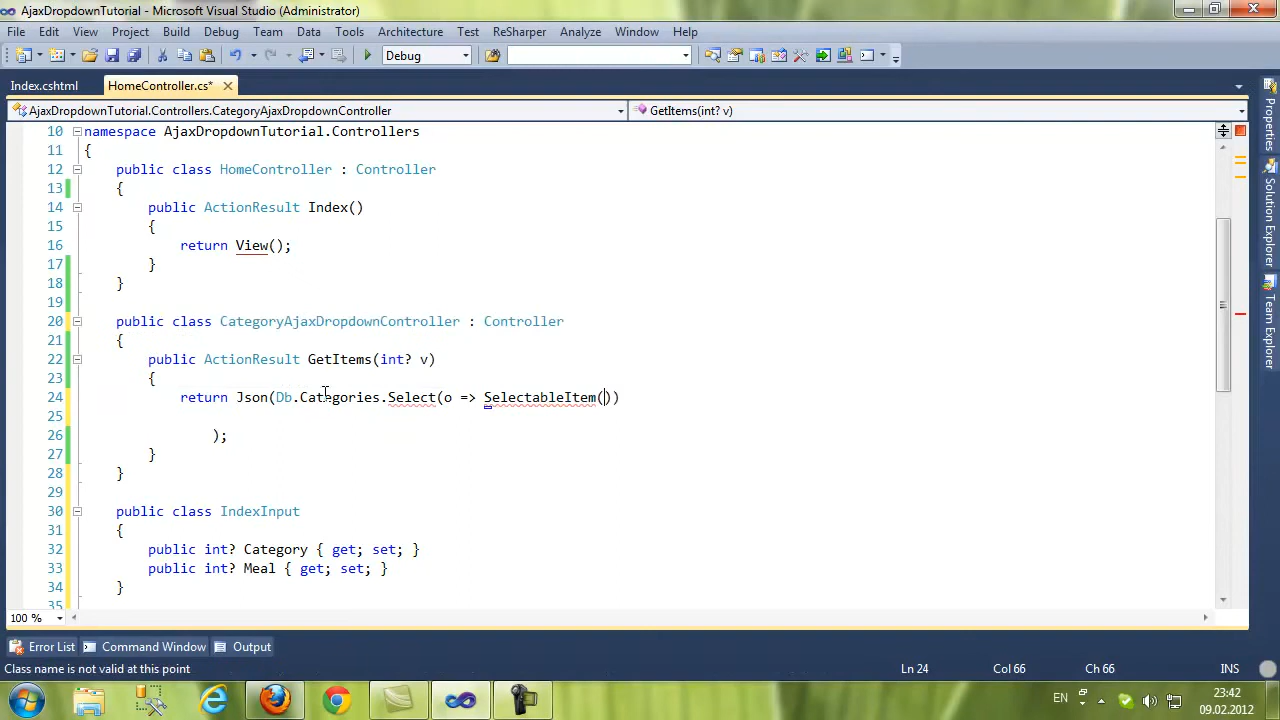 AjaxDropdownTutorial - Microsoft Visual Studio (Administrator)
File Edit View Project Build Debug Team Data Tools Architecture Test ReSharper Analyze Window Help
Debug
Index.cshtml HomeController.cs*
AjaxDropdownTutorial.Controllers.CategoryAjaxDropdownController GetItems(int? v)
10 namespace AjaxDropdownTutorial.Controllers
11 {
12 public class HomeController : Controller
13 {
14 public ActionResult Index()
15 {
16 return View();
17 }
18 }
19
20 public class CategoryAjaxDropdownController : Controller
21 {
22 public ActionResult GetItems(int? v)
23 {
24 return Json(Db.Categories.Select(o => SelectableItem())
25
26 );
27 }
28 }
29
30 public class IndexInput
31 {
32 public int? Category { get; set; }
33 public int? Meal { get; set; }
34 }
35
100 %
Properties
Solution Explorer
Team Explorer
Error List Command Window Output
Class name is not valid at this point Ln 24 Col 66 Ch 66 INS
EN 23:42
09.02.2012